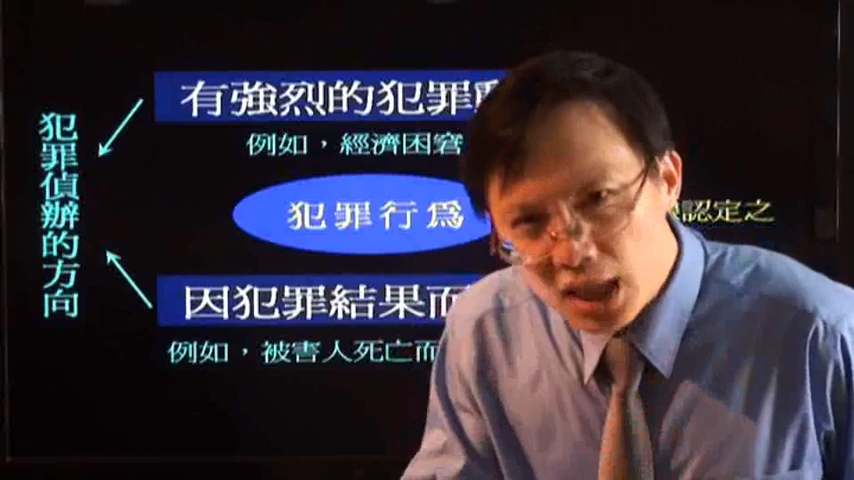 犯罪偵辦的方向
有強烈的犯罪
例如，經濟困窘
犯罪行為
認定之
因犯罪結果而
例如，被害人死亡而